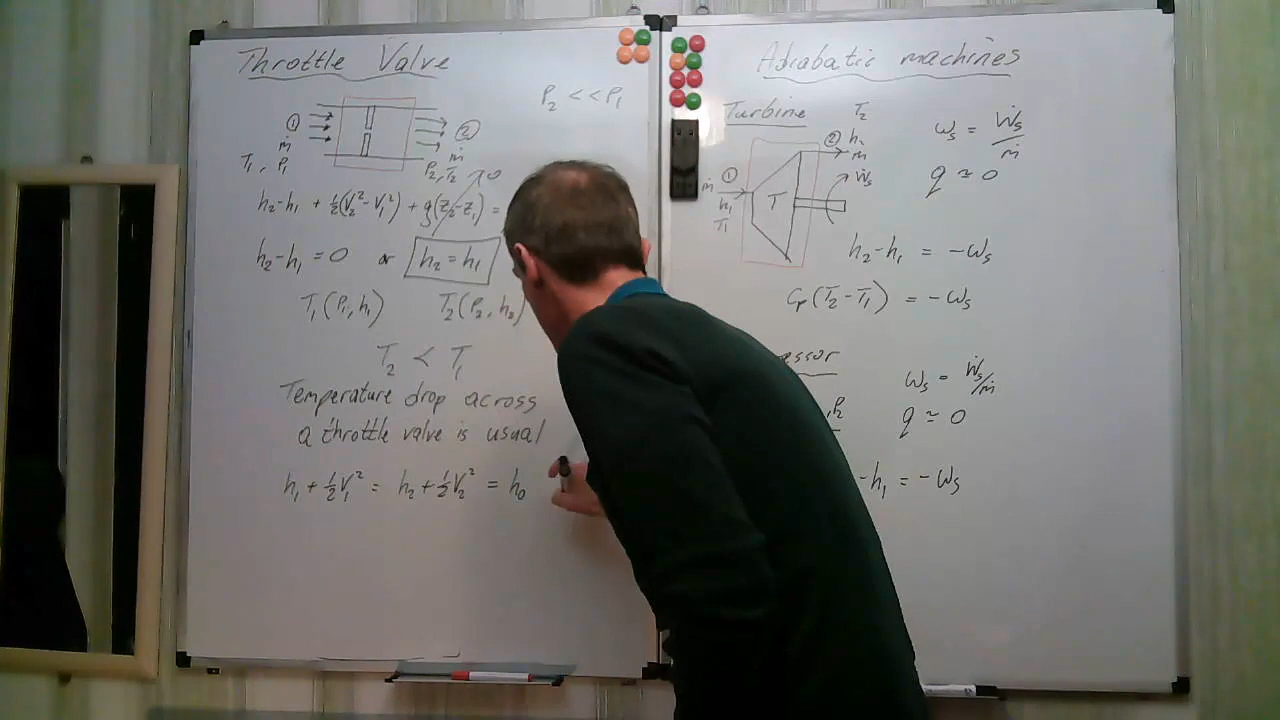 Throttle Valve
P₂ << P₁
①
②
ṁ
ṁ
T₁, P₁
P₂, T₂
0
h₂-h₁ + ½(V₂²-V₁²) + g(z₂-z₁) =
h₂-h₁ = 0 or h₂ = h₁
T₁(P₁, h₁) T₂(P₂, h₂)
T₂ < T₁
Temperature drop across
a throttle valve is usual
h₁ + ½V₁² = h₂ + ½V₂² = h₀
Adiabatic machines
Turbine
T₂
② h₂
ṁ
① 
ṁ
h₁
T₁
T
Ẇs
ws = Ẇs/ṁ
q ≃ 0
h₂-h₁ = -ws
Cp(T₂-T₁) = -ws
essor
ws = Ẇs/ṁ
, P₂
q ≃ 0
-h₁ = -ws